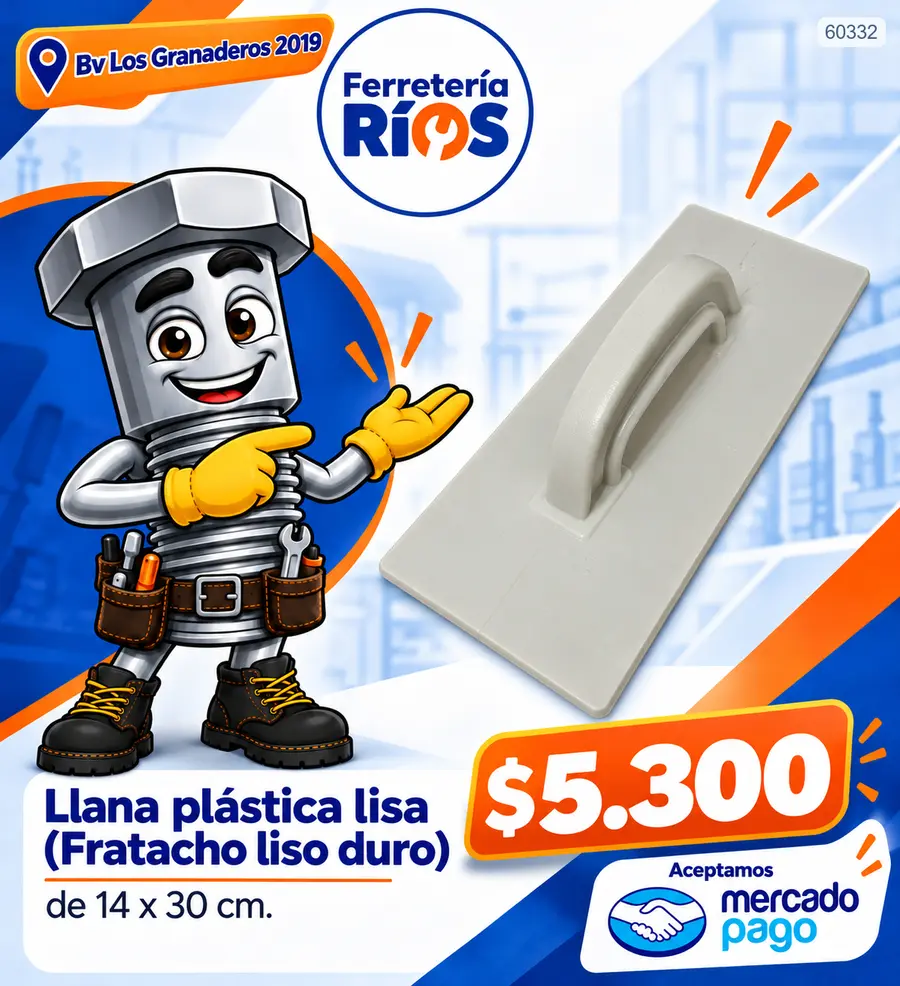 Bv Los Granaderos 2019
Ferretería
RÍOS
60332
$5.300
Llana plástica lisa
(Fratacho liso duro)
de 14 x 30 cm.
Aceptamos
mercado
pago